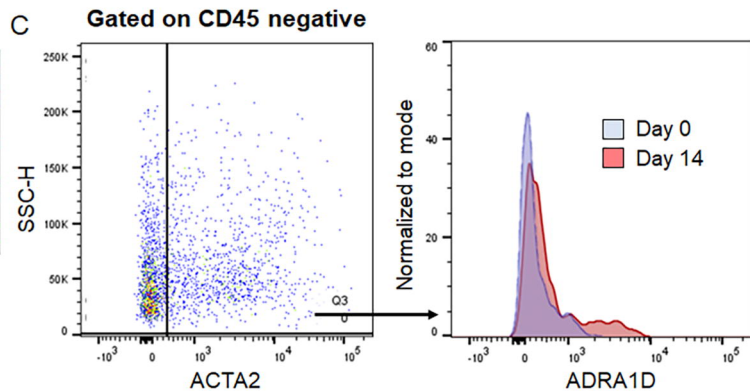 C
Gated on CD45 negative
SSC-H
250K
200K
150K
100K
50K
0
Q3
0
-10³ 0 10³ 10⁴ 10⁵
ACTA2
Normalized to mode
60
40
20
0
Day 0
Day 14
-10³ 0 10³ 10⁴ 10⁵
ADRA1D